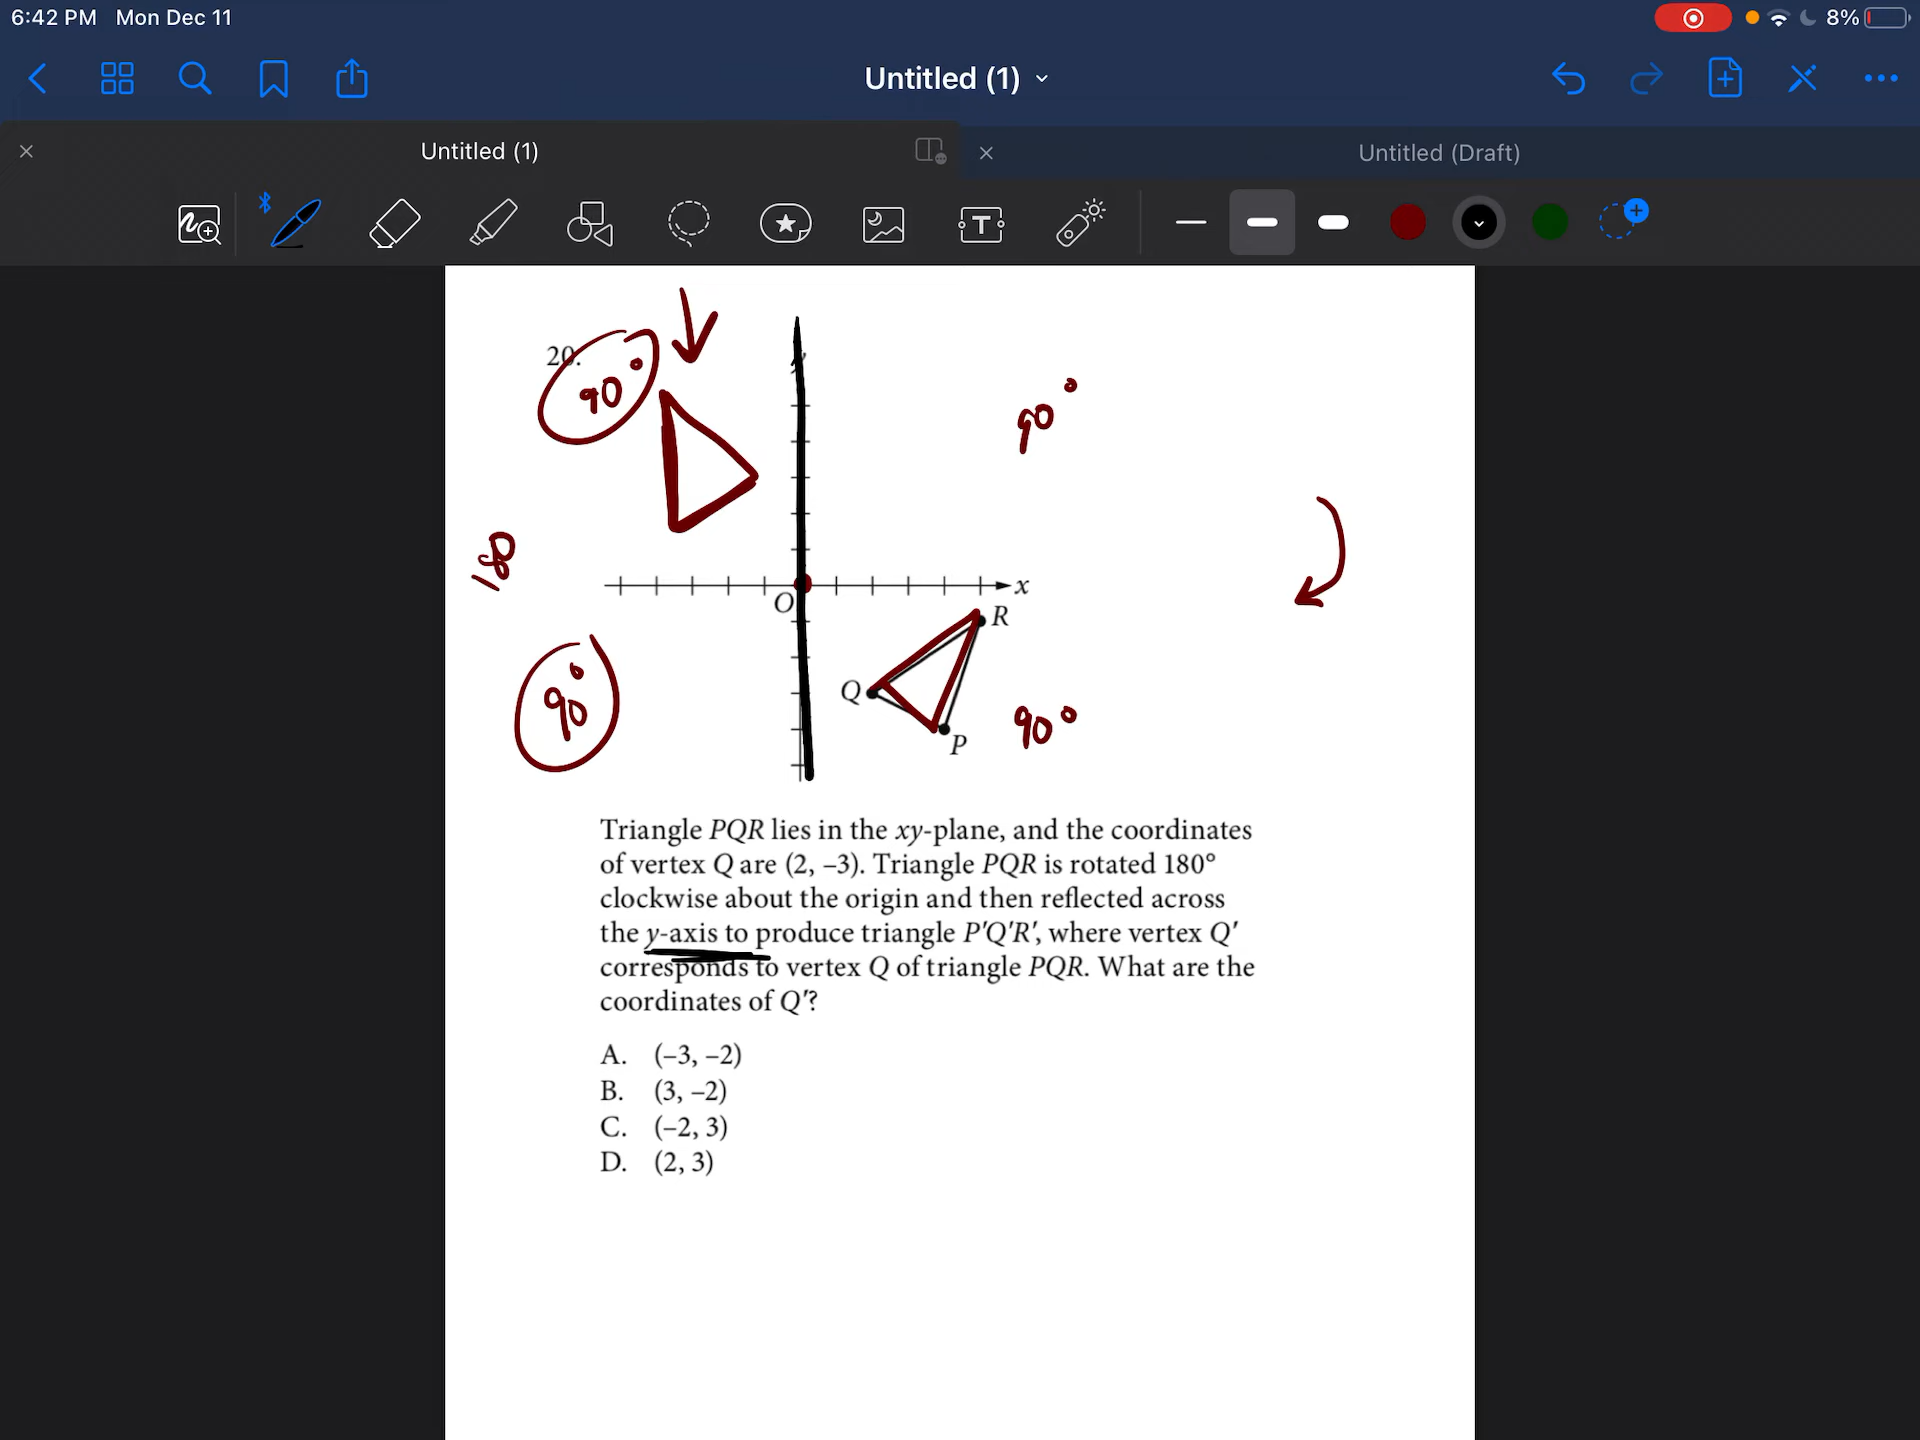 6:42 PM Mon Dec 11
8%
Untitled (1)
Untitled (1)
Untitled (Draft)
T
20.
90°
90°
180
x
O
R
Q
90°
90°
P
Triangle PQR lies in the xy-plane, and the coordinates
of vertex Q are (2, –3). Triangle PQR is rotated 180°
clockwise about the origin and then reflected across
the y-axis to produce triangle P′Q′R′, where vertex Q′
corresponds to vertex Q of triangle PQR. What are the
coordinates of Q′?
A. (–3, –2)
B. (3, –2)
C. (–2, 3)
D. (2, 3)